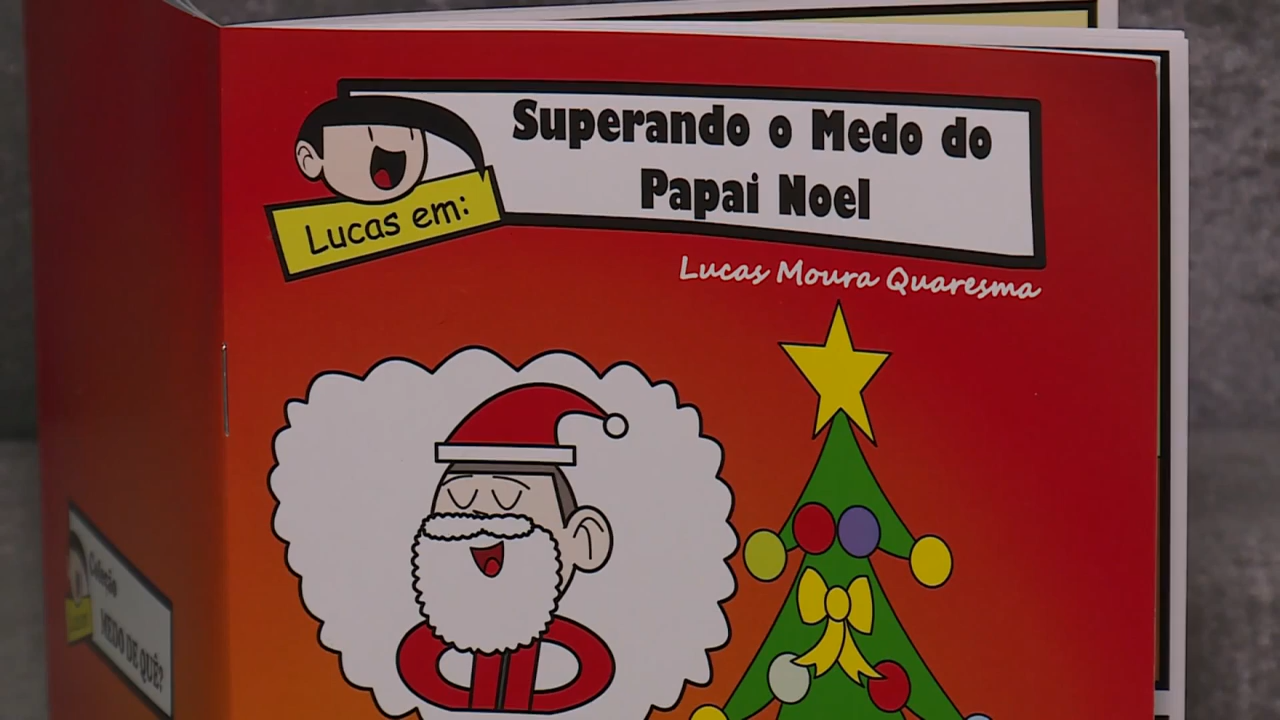 Superando o Medo do
Papai Noel
Lucas em:
Lucas Moura Quaresma
Coleção
MEDO DE QUÊ?